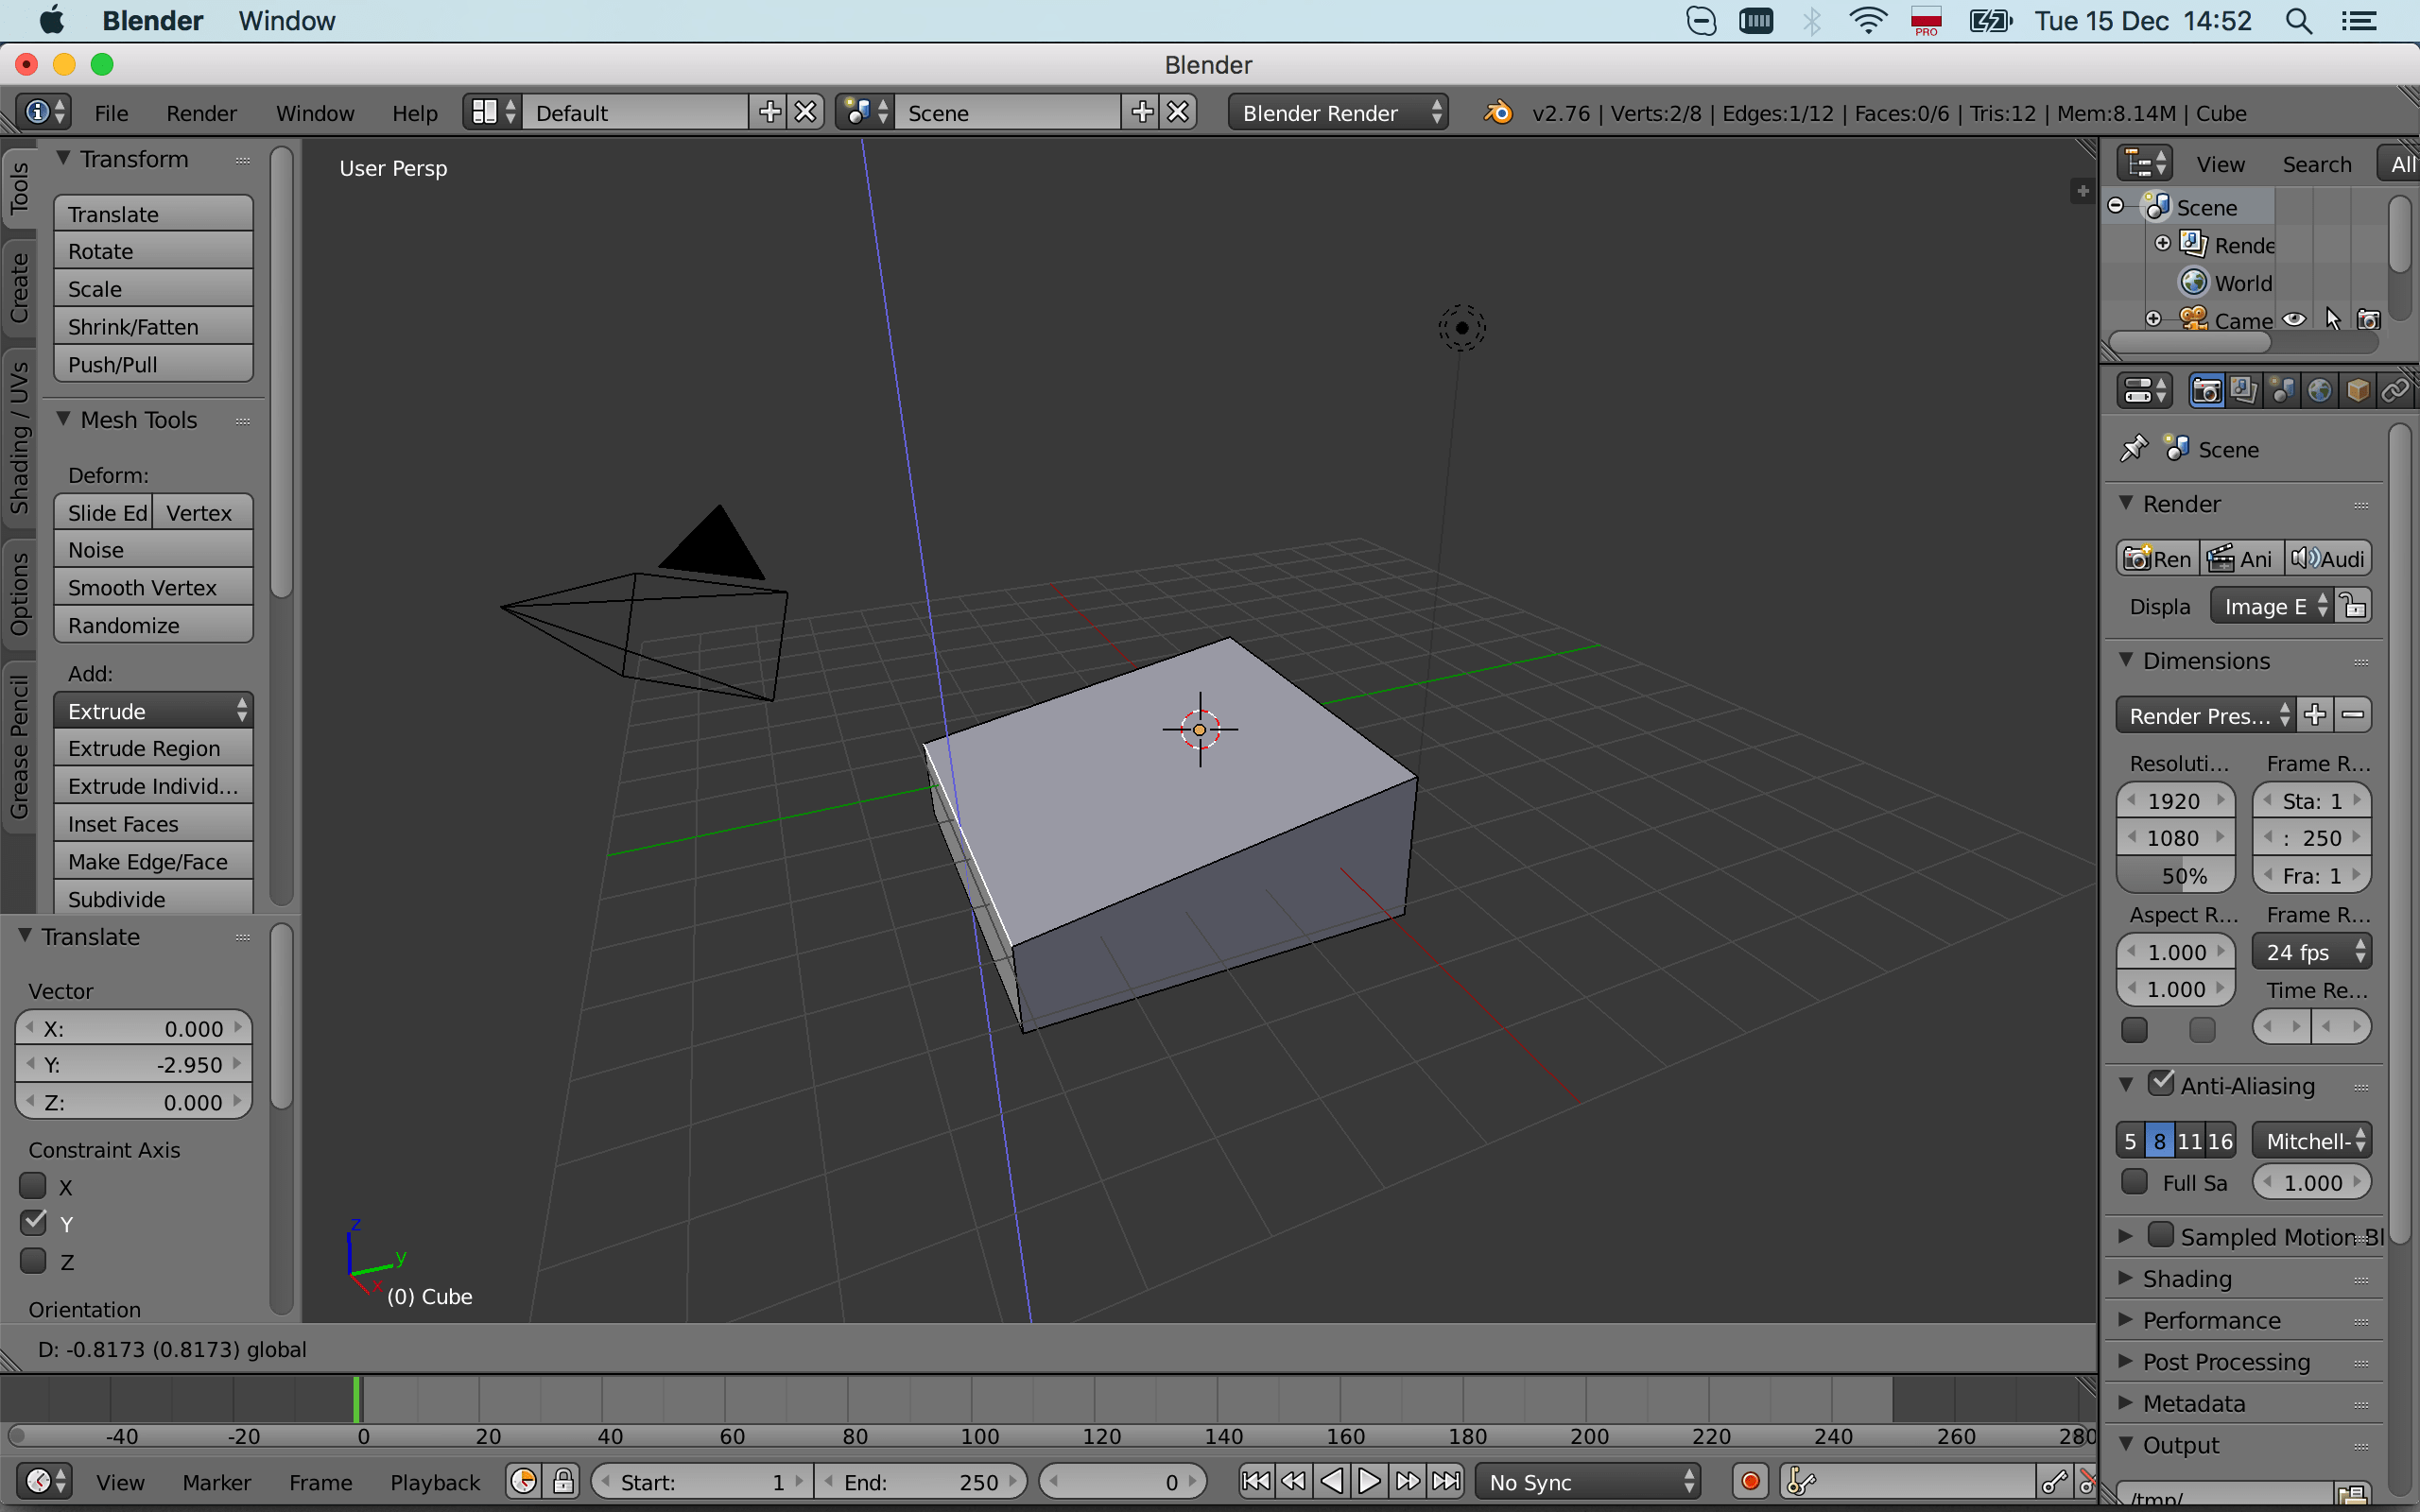 Blender Window
PRO
Tue 15 Dec 14:52
Blender
File Render Window Help Default Scene Blender Render v2.76 | Verts:2/8 | Edges:1/12 | Faces:0/6 | Tris:12 | Mem:8.14M | Cube
Tools
Create
Shading / UVs
Options
Grease Pencil
Transform
Translate
Rotate
Scale
Shrink/Fatten
Push/Pull
Mesh Tools
Deform:
Slide Ed Vertex
Noise
Smooth Vertex
Randomize
Add:
Extrude
Extrude Region
Extrude Individ...
Inset Faces
Make Edge/Face
Subdivide
Translate
Vector
X: 0.000
Y: -2.950
Z: 0.000
Constraint Axis
X
Y
Z
Orientation
User Persp
z
y
x
(0) Cube
D: -0.8173 (0.8173) global
-40 -20 0 20 40 60 80 100 120 140 160 180 200 220 240 260 280
View Marker Frame Playback Start: 1 End: 250 0 No Sync
View Search All
Scene
Rende
World
Came
Scene
Render
Ren Ani Audi
Displa Image E
Dimensions
Render Pres...
Resoluti... Frame R...
1920 Sta: 1
1080 : 250
50% Fra: 1
Aspect R... Frame R...
1.000 24 fps
1.000 Time Re...
Anti-Aliasing
5 8 11 16 Mitchell-
Full Sa 1.000
Sampled Motion Bl
Shading
Performance
Post Processing
Metadata
Output
/tmp/